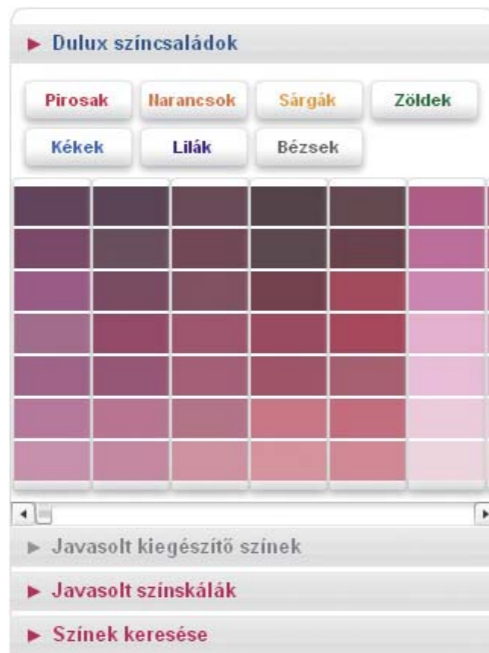 Dulux színcsaládok
Pirosak Narancsok Sárgák Zöldek
Kékek Lilák Bézsek
Javasolt kiegészítő színek
Javasolt színskálák
Színek keresése